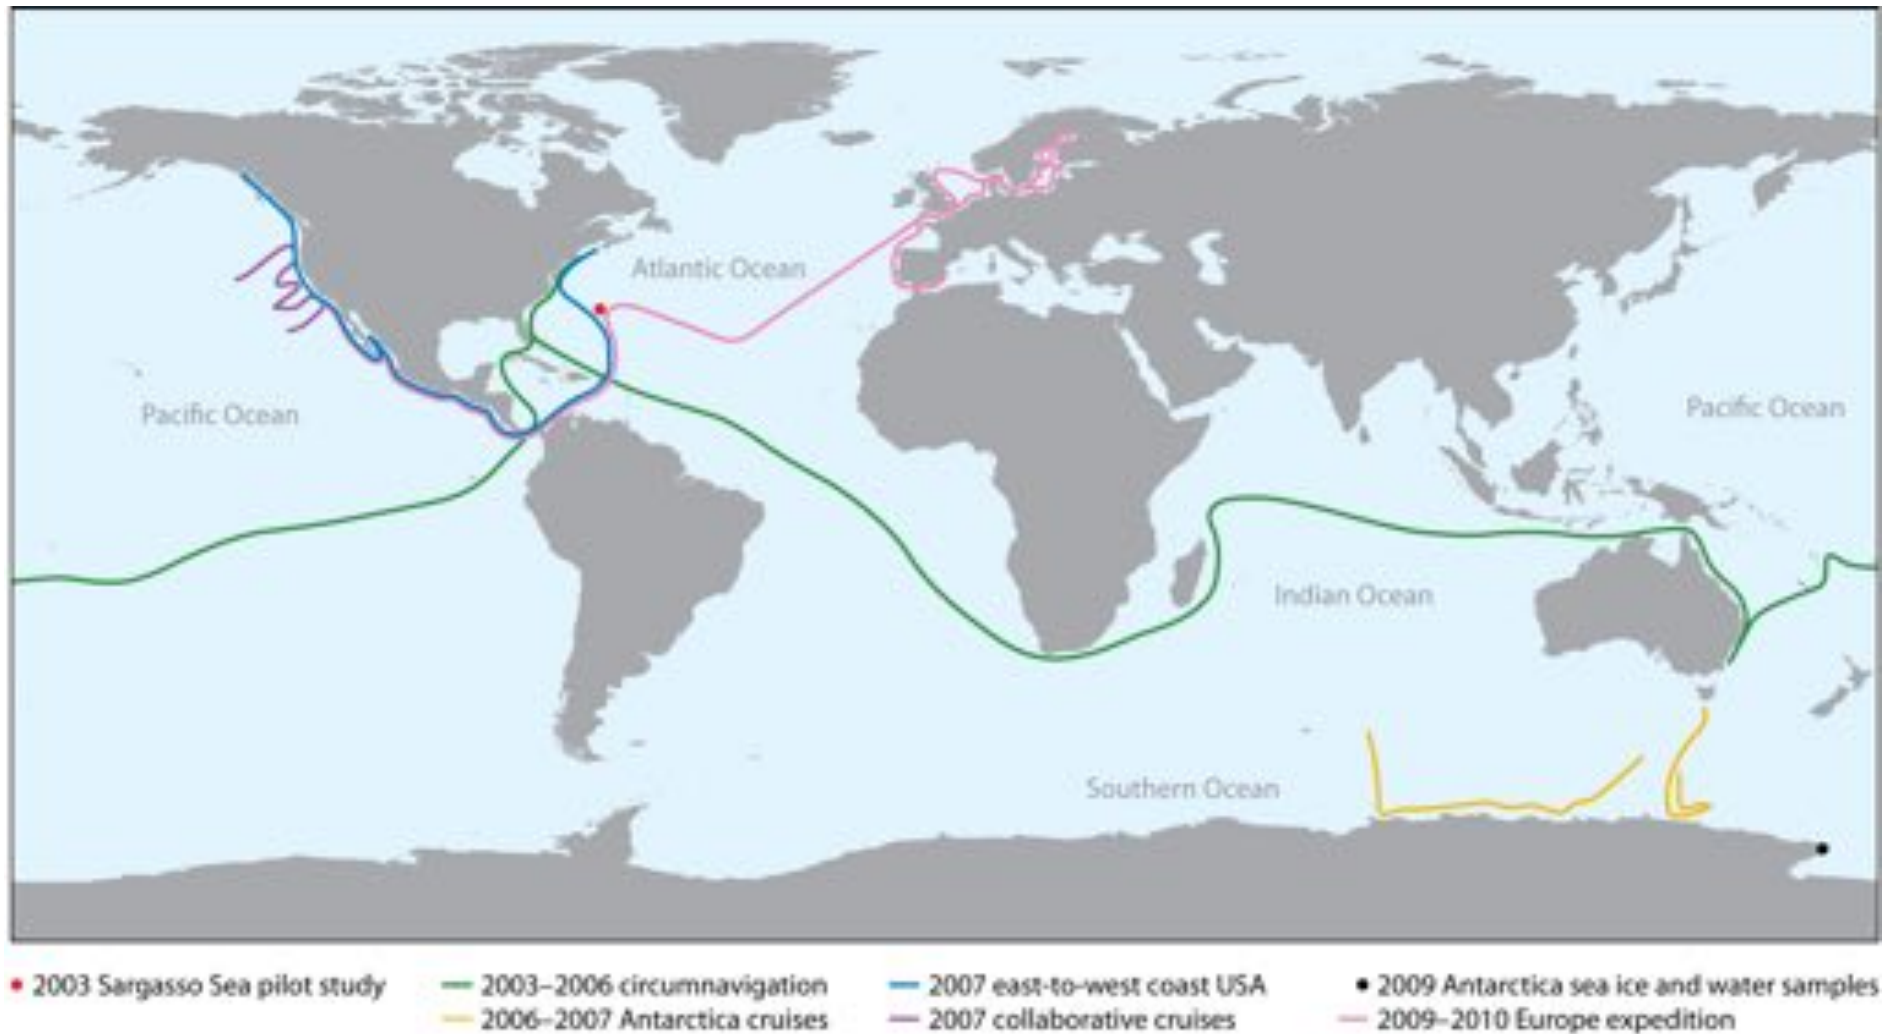 Atlantic Ocean
Pacific Ocean
Pacific Ocean
Indian Ocean
Southern Ocean
2003 Sargasso Sea pilot study
2003–2006 circumnavigation
2007 east-to-west coast USA
2009 Antarctica sea ice and water samples
2006–2007 Antarctica cruises
2007 collaborative cruises
2009–2010 Europe expedition